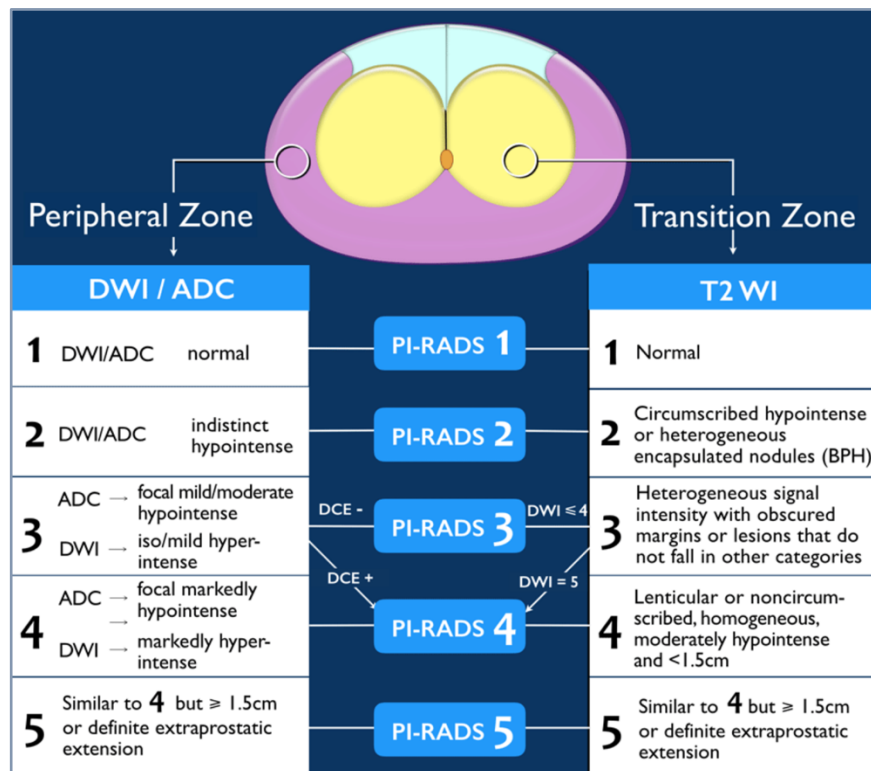 Peripheral Zone
Transition Zone
DWI / ADC
1 DWI/ADC normal
2 DWI/ADC indistinct
hypointense
3 ADC → focal mild/moderate
hypointense
DWI → iso/mild hyper-
intense
4 ADC → focal markedly
→ hypointense
DWI → markedly hyper-
intense
5 Similar to 4 but ≥ 1.5cm
or definite extraprostatic
extension
PI-RADS 1
PI-RADS 2
DCE -
PI-RADS 3
DWI ≤ 4
DCE +
DWI = 5
PI-RADS 4
PI-RADS 5
T2 WI
1 Normal
2 Circumscribed hypointense
or heterogeneous
encapsulated nodules (BPH)
3 Heterogeneous signal
intensity with obscured
margins or lesions that do
not fall in other categories
4 Lenticular or noncircum-
scribed, homogeneous,
moderately hypointense
and <1.5cm
5 Similar to 4 but ≥ 1.5cm
or definite extraprostatic
extension